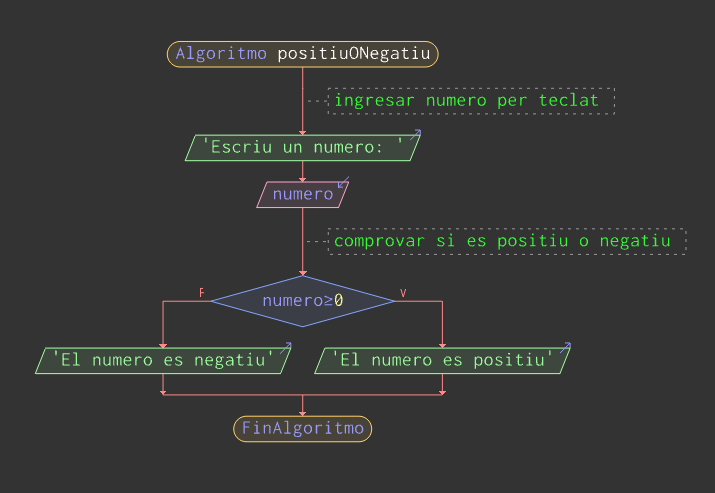 Algoritmo positiuONegatiu
ingresar numero per teclat
'Escriu un numero: '
numero
comprovar si es positiu o negatiu
F
numero≥0
V
'El numero es negatiu'
'El numero es positiu'
FinAlgoritmo